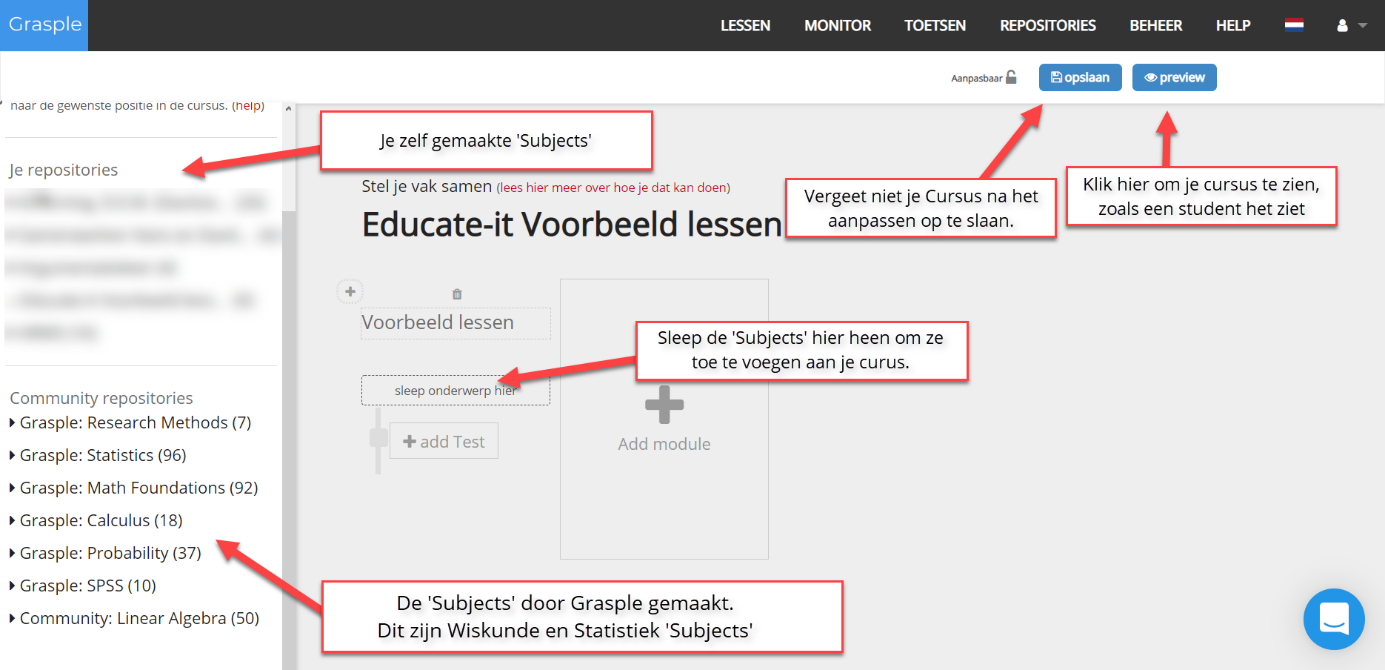 Grasple
LESSEN MONITOR TOETSEN REPOSITORIES BEHEER HELP
Aanpasbaar opslaan preview
naar de gewenste positie in de cursus. (help)
Je repositories
Community repositories
Grasple: Research Methods (7)
Grasple: Statistics (96)
Grasple: Math Foundations (92)
Grasple: Calculus (18)
Grasple: Probability (37)
Grasple: SPSS (10)
Community: Linear Algebra (50)
Je zelf gemaakte 'Subjects'
Stel je vak samen (lees hier meer over hoe je dat kan doen)
Educate-it Voorbeeld lessen
Vergeet niet je Cursus na het
aanpassen op te slaan.
Klik hier om je cursus te zien,
zoals een student het ziet
Voorbeeld lessen
sleep onderwerp hier
+ add Test
Sleep de 'Subjects' hier heen om ze
toe te voegen aan je curus.
Add module
De 'Subjects' door Grasple gemaakt.
Dit zijn Wiskunde en Statistiek 'Subjects'